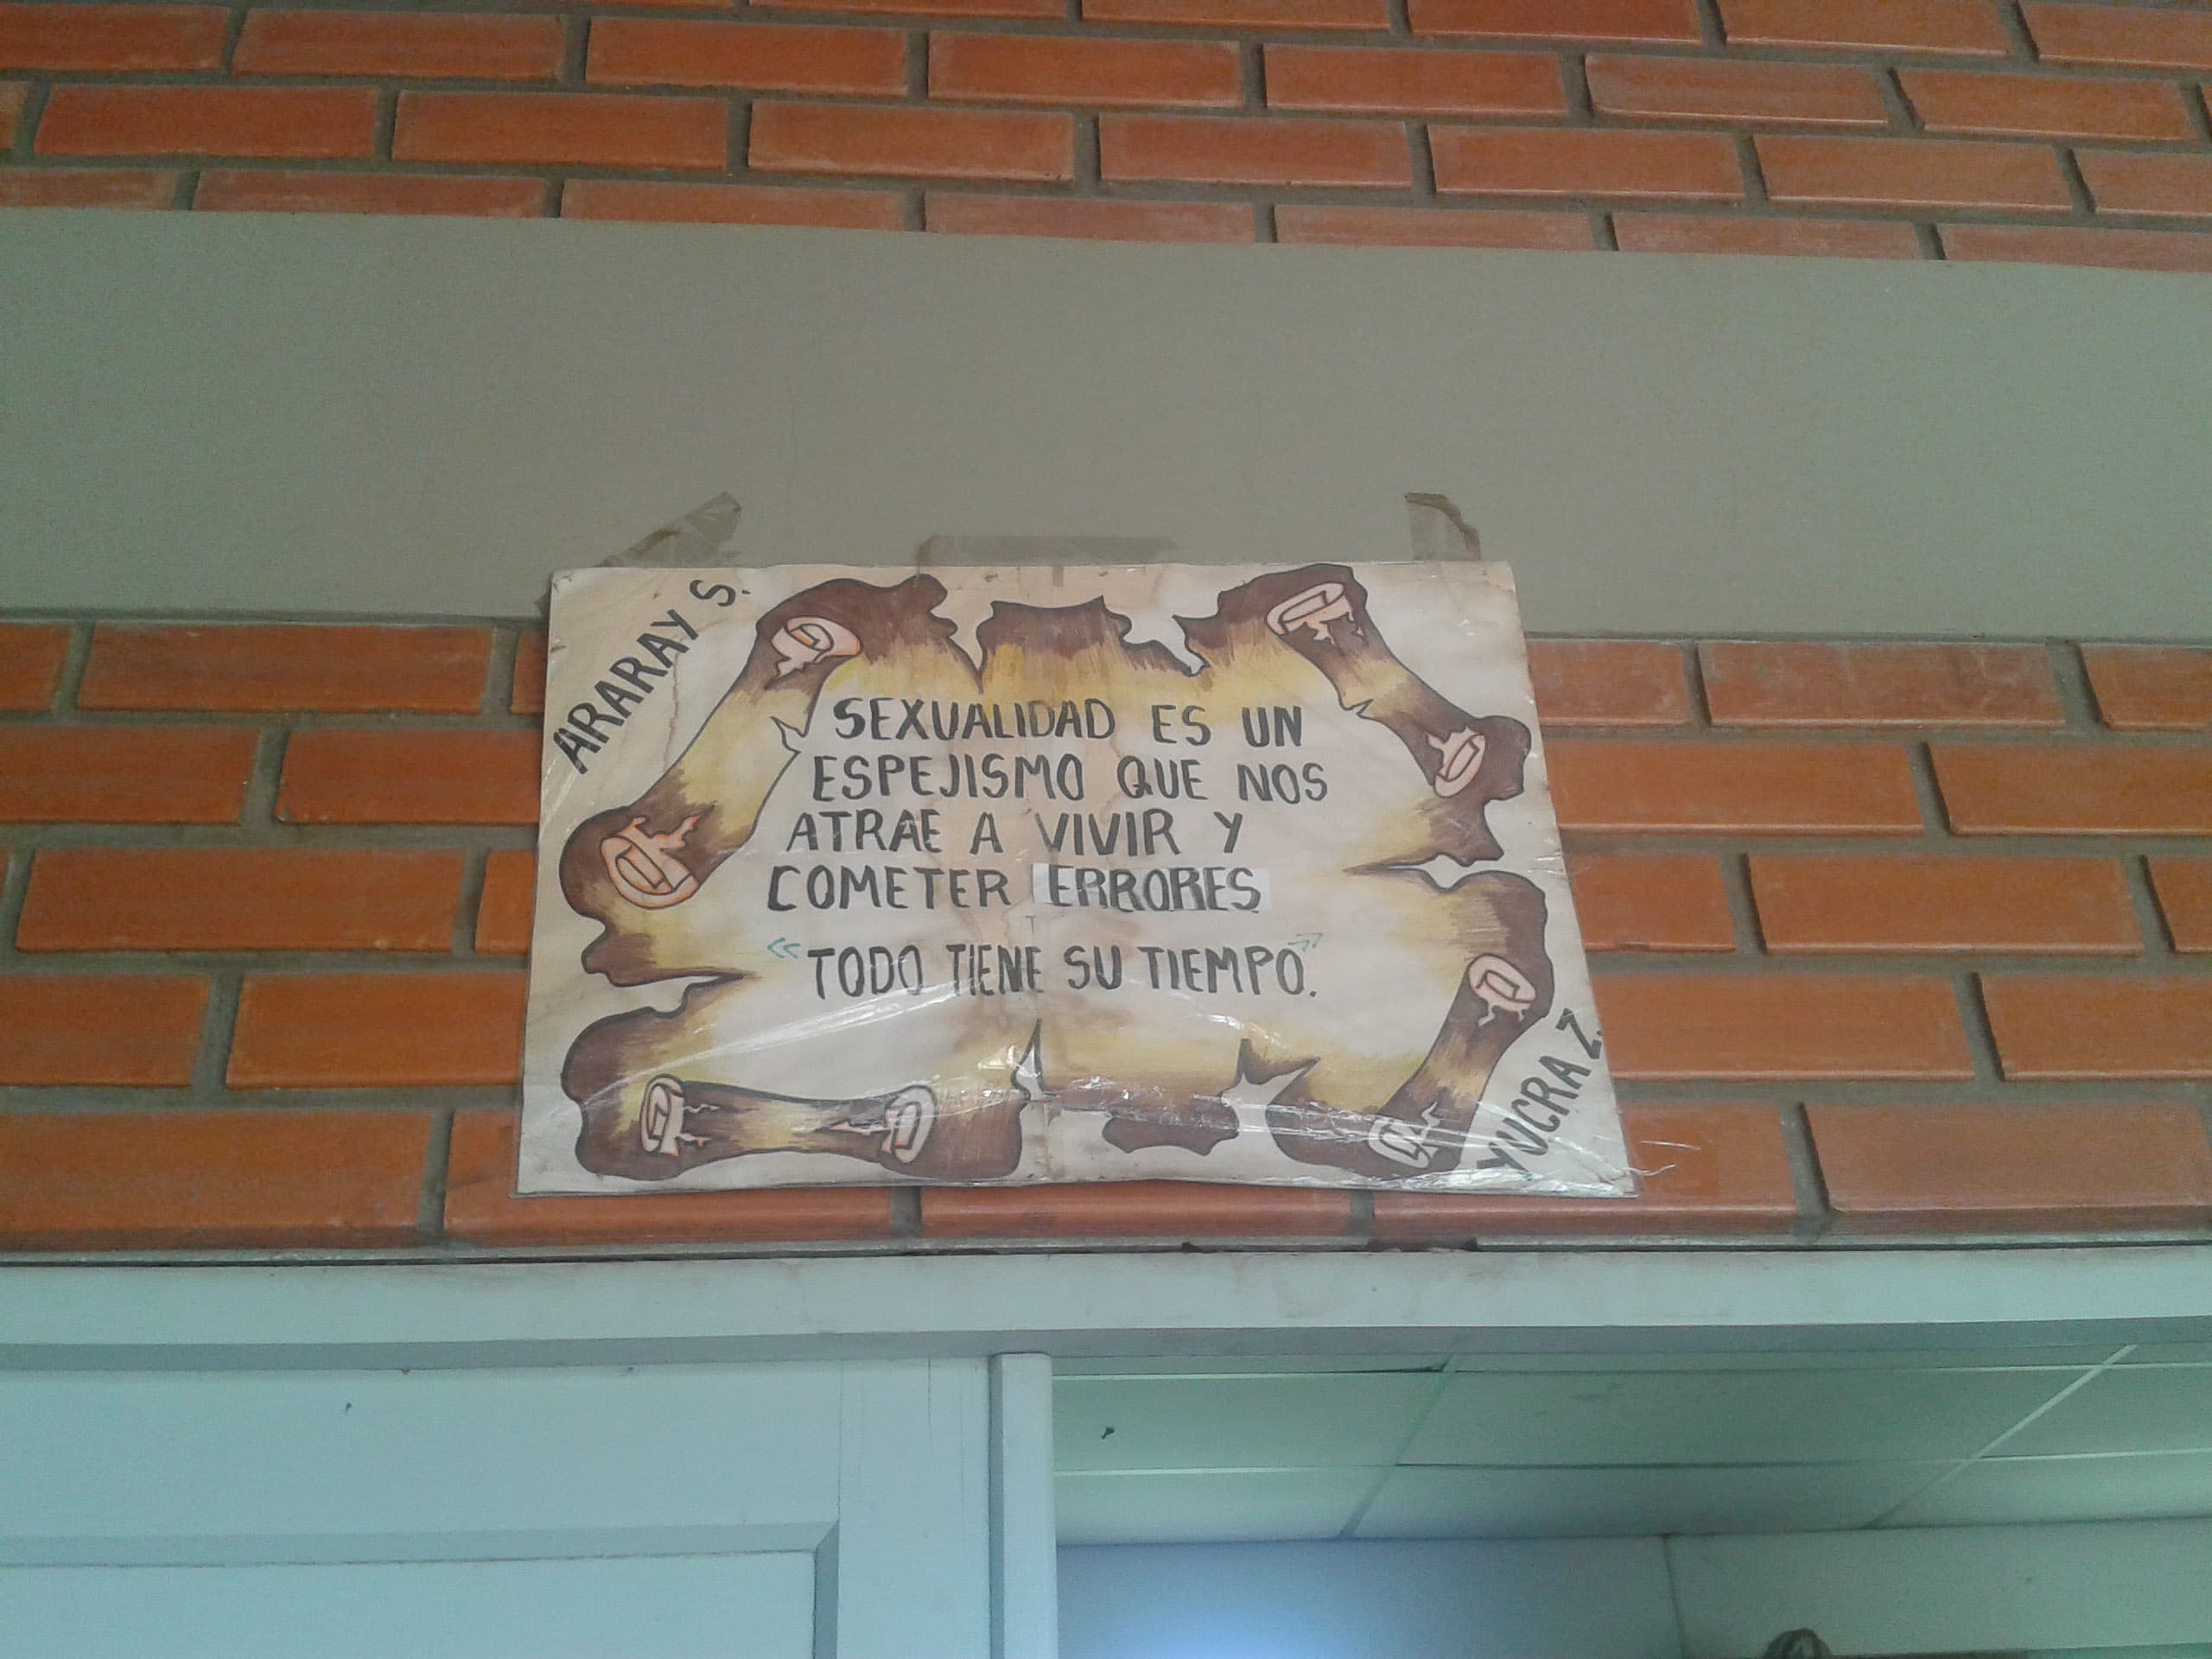 ARARAY S.
SEXUALIDAD ES UN
ESPEJISMO QUE NOS
ATRAE A VIVIR Y
COMETER ERRORES
"TODO TIENE SU TIEMPO".
YUCRA Z.